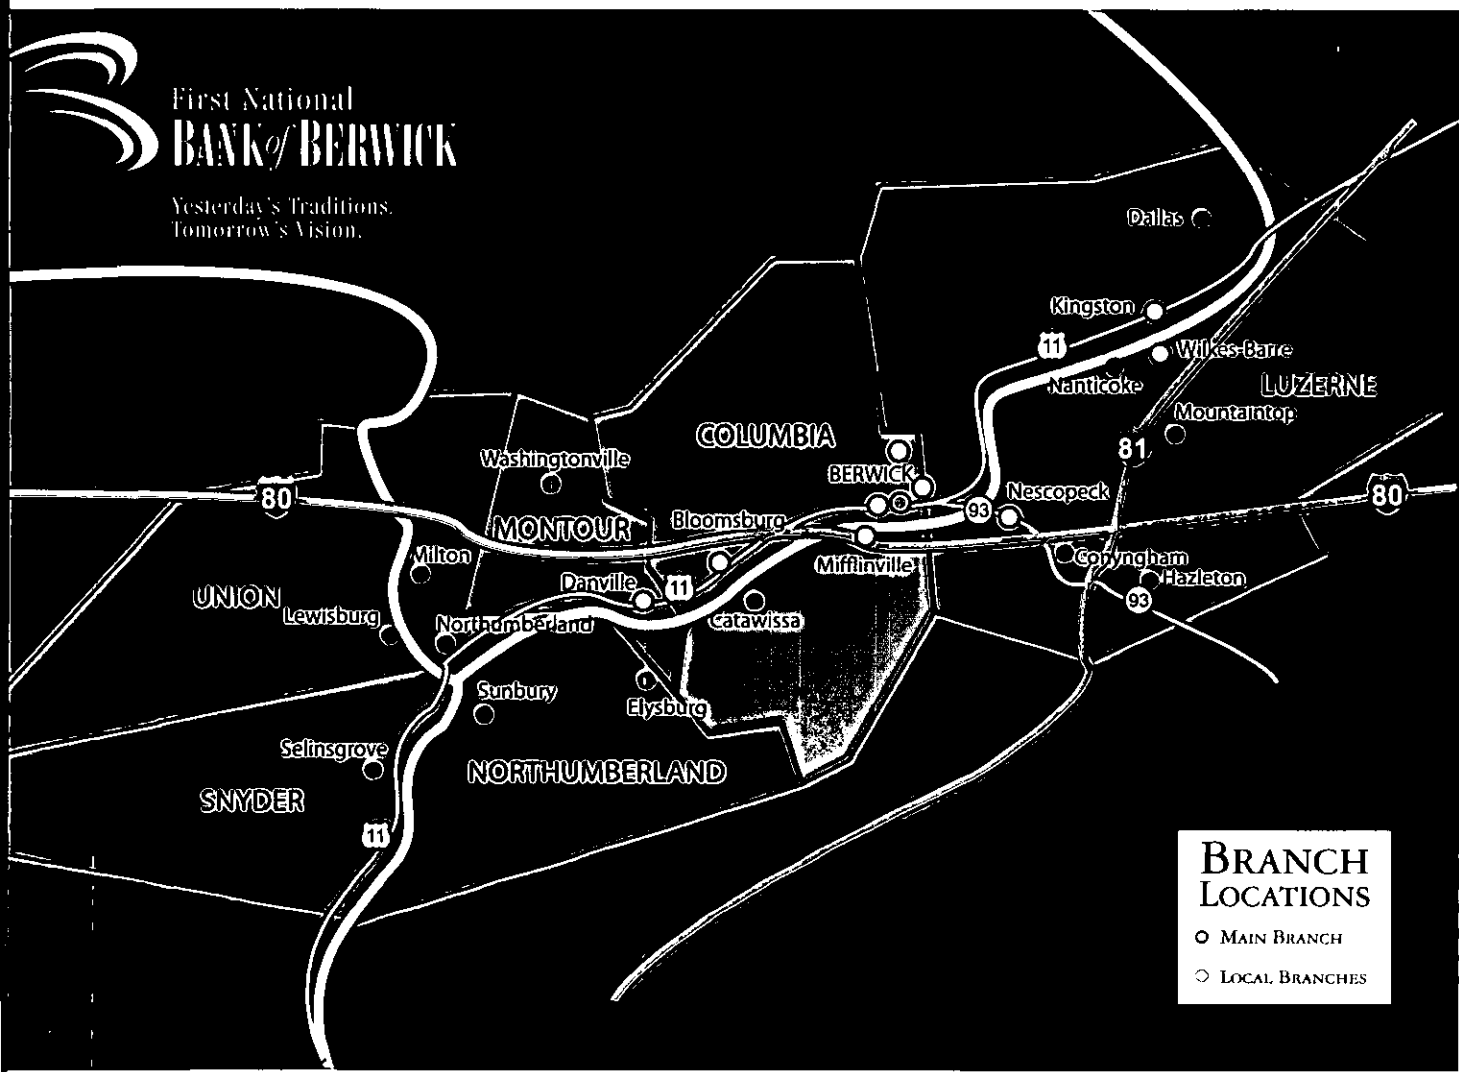 First National
BANK of BERWICK
Yesterday's Traditions.
Tomorrow's Vision.
Dallas
Kingston
11
Wilkes-Barre
Nanticoke
LUZERNE
Mountaintop
COLUMBIA
81
Washingtonville
BERWICK
80
Nescopeck
80
93
Bloomsburg
MONTOUR
Milton
Mifflinville
Conyngham
Danville
11
Hazleton
UNION
93
Lewisburg
Northumberland
Catawissa
Sunbury
Elysburg
Selinsgrove
NORTHUMBERLAND
SNYDER
11
BRANCH
LOCATIONS
MAIN BRANCH
LOCAL BRANCHES